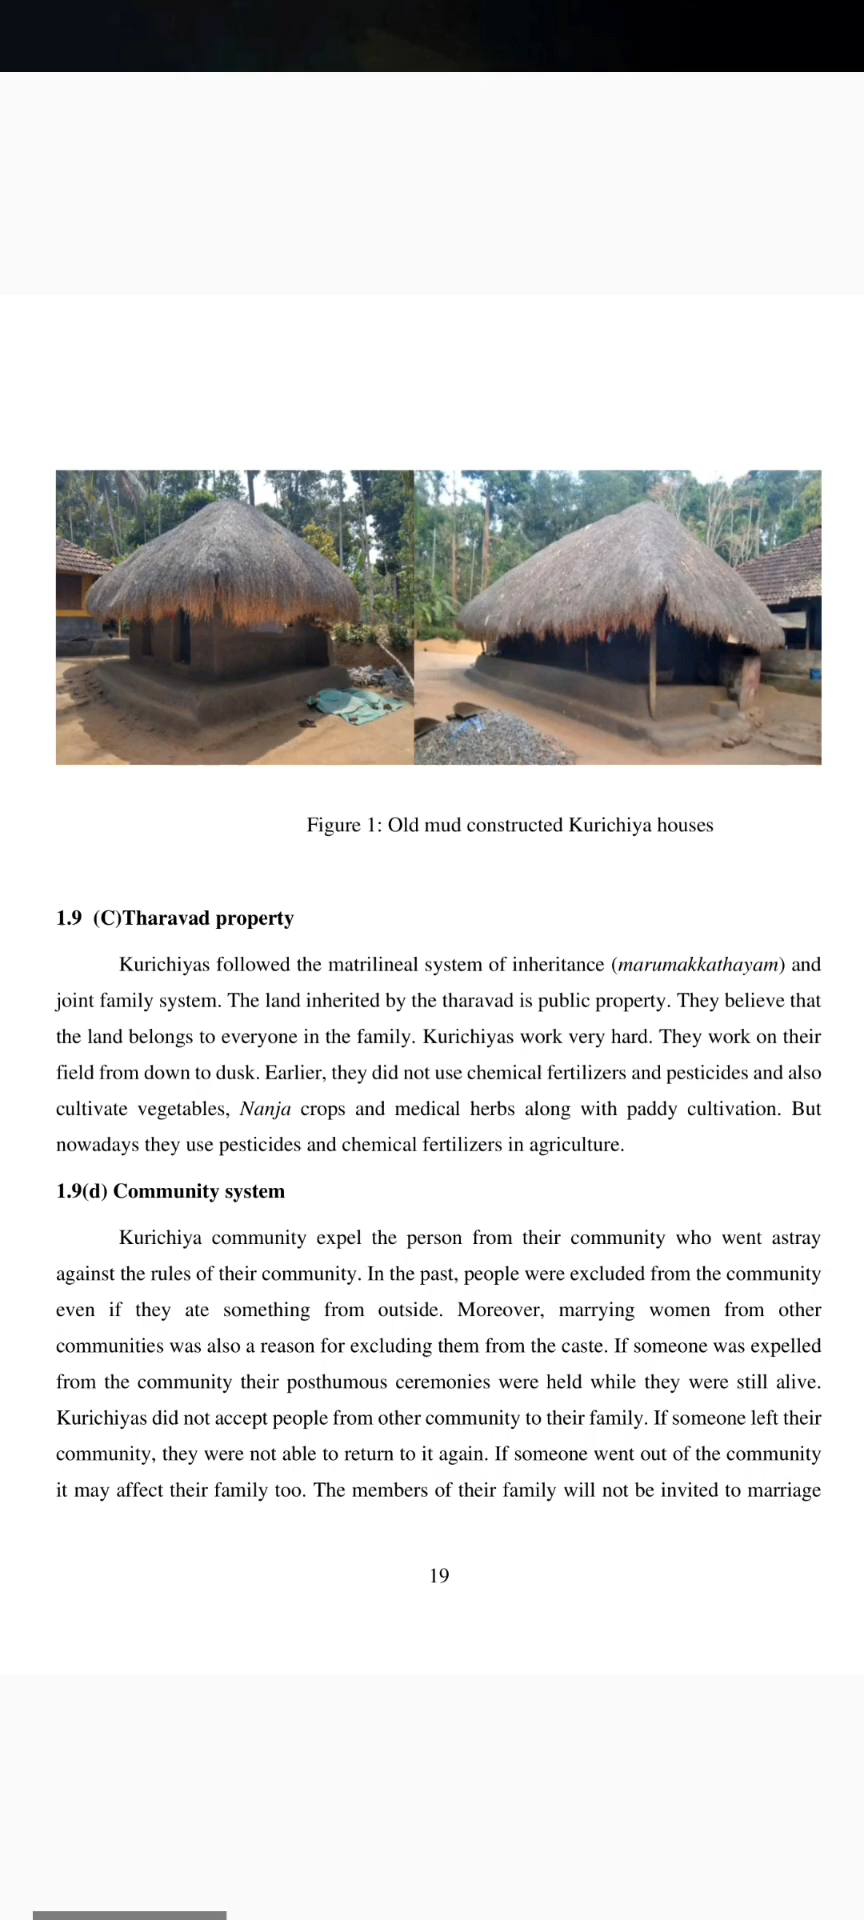 Figure 1: Old mud constructed Kurichiya houses
1.9 (C)Tharavad property
Kurichiyas followed the matrilineal system of inheritance (marumakkathayam) and
joint family system. The land inherited by the tharavad is public property. They believe that
the land belongs to everyone in the family. Kurichiyas work very hard. They work on their
field from down to dusk. Earlier, they did not use chemical fertilizers and pesticides and also
cultivate vegetables, Nanja crops and medical herbs along with paddy cultivation. But
nowadays they use pesticides and chemical fertilizers in agriculture.
1.9(d) Community system
Kurichiya community expel the person from their community who went astray
against the rules of their community. In the past, people were excluded from the community
even if they ate something from outside. Moreover, marrying women from other
communities was also a reason for excluding them from the caste. If someone was expelled
from the community their posthumous ceremonies were held while they were still alive.
Kurichiyas did not accept people from other community to their family. If someone left their
community, they were not able to return to it again. If someone went out of the community
it may affect their family too. The members of their family will not be invited to marriage
19